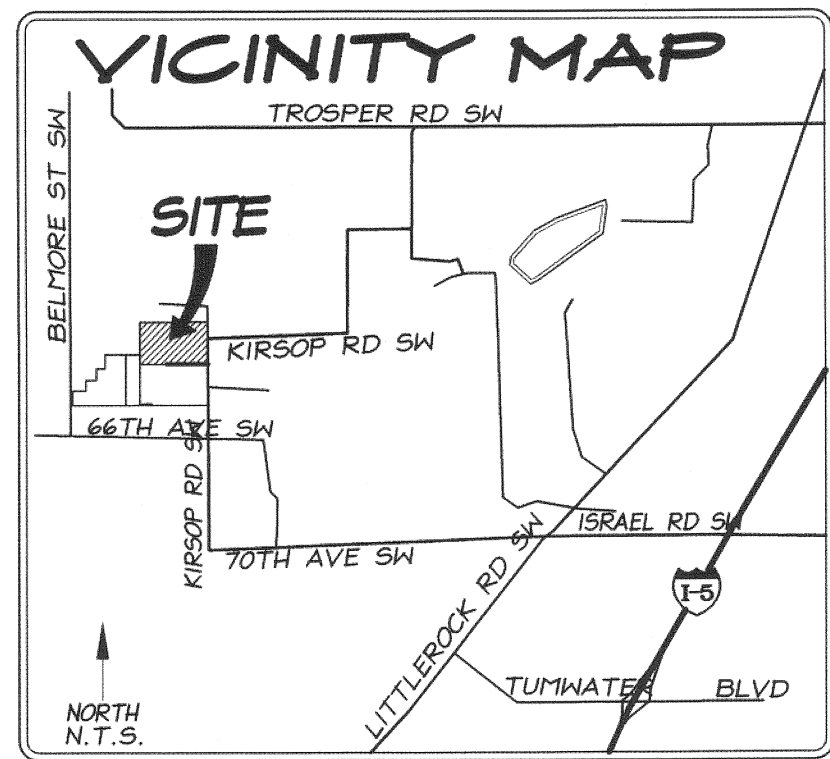 VICINITY MAP
TROSPER RD SW
BELMORE ST SW
SITE
KIRSOP RD SW
66TH AVE SW
KIRSOP RD SW
70TH AVE SW
ISRAEL RD SW
LITTLEROCK RD SW
I-5
TUMWATER BLVD
NORTH
N.T.S.